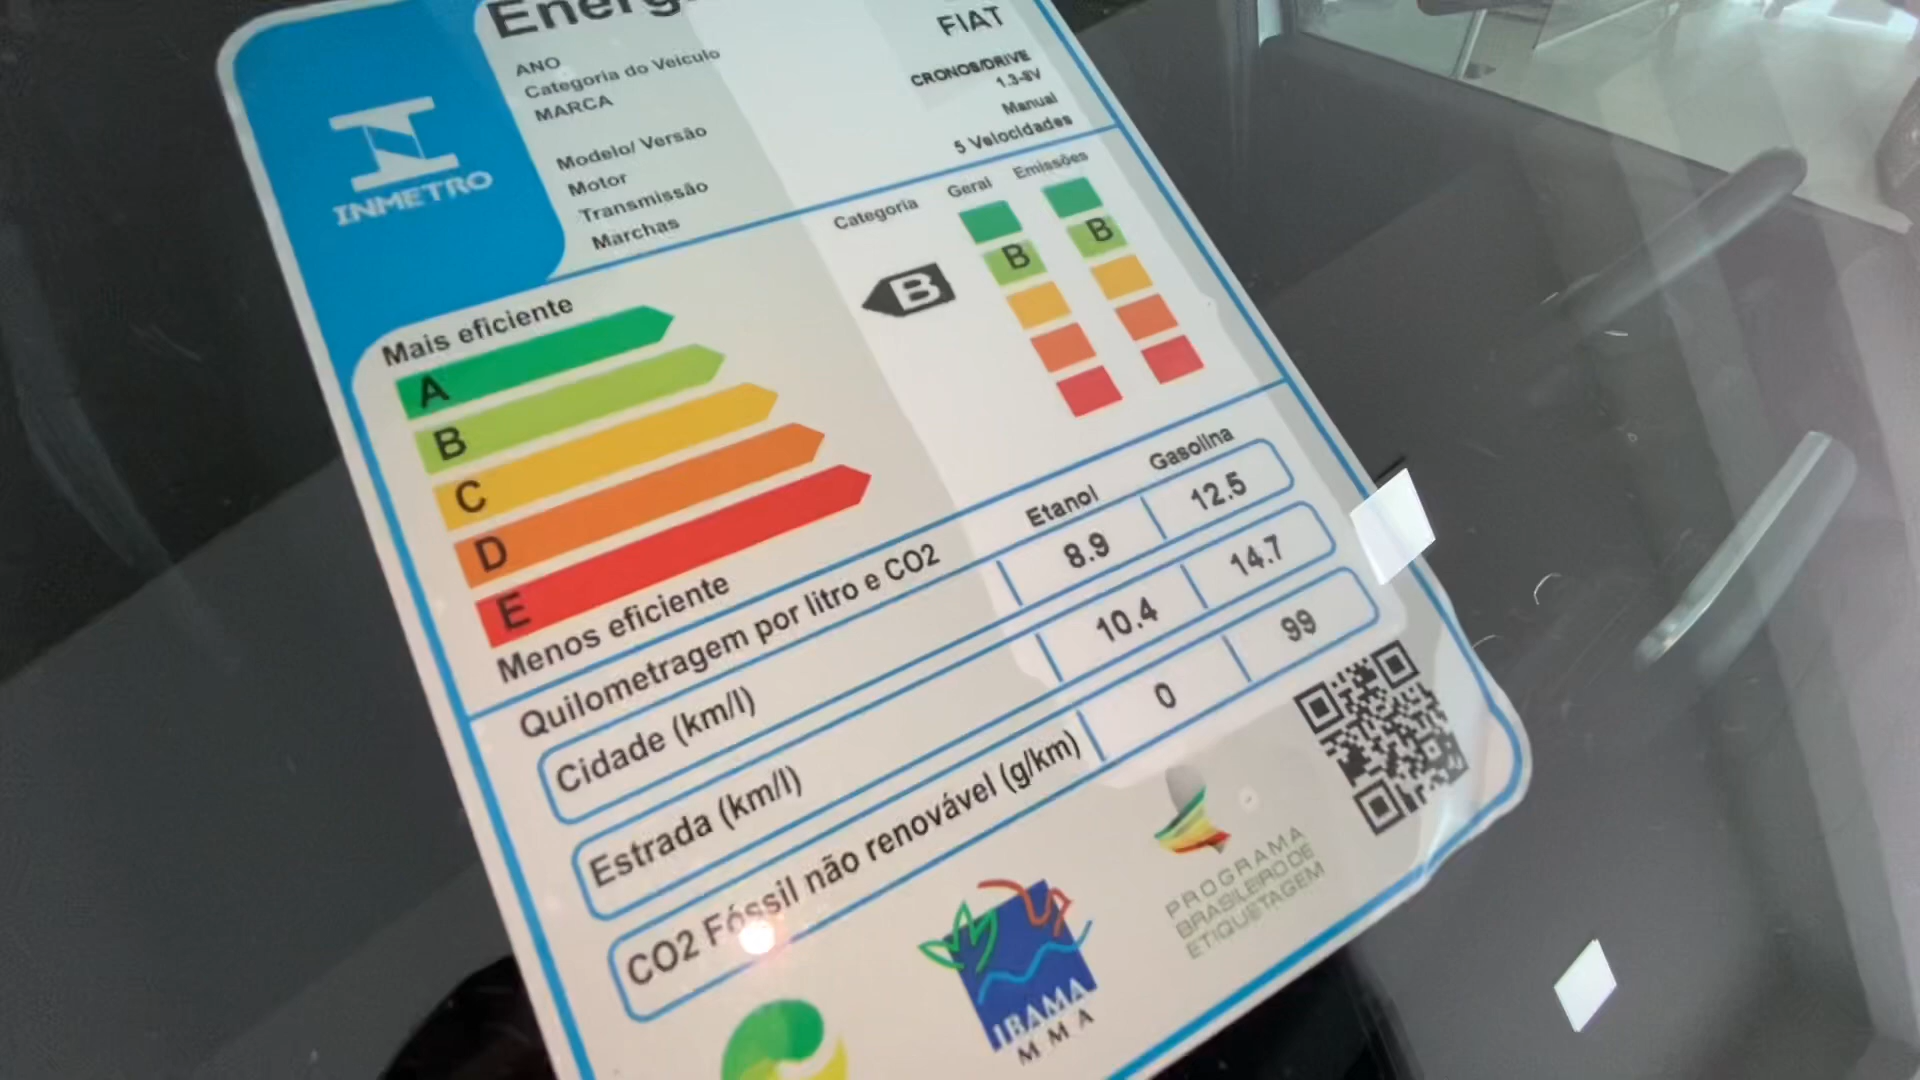 Energ
ANO
Categoria do Veículo
MARCA
FIAT
Modelo/ Versão
CRONOS/DRIVE
Motor
1.3-8V
Transmissão
Manual
Marchas
5 Velocidades
INMETRO
Categoria
Geral
Emissões
B
B
B
Mais eficiente
A
B
C
D
E
Menos eficiente
Quilometragem por litro e CO2
Etanol
Gasolina
Cidade (km/l)
8.9
12.5
Estrada (km/l)
10.4
14.7
CO2 Fóssil não renovável (g/km)
0
99
IBAMA
MMA
PROGRAMA
BRASILEIRO DE
ETIQUETAGEM